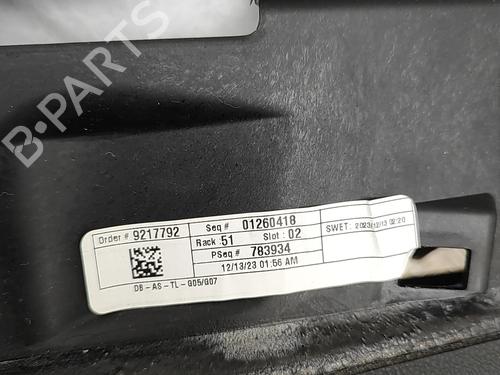 B-PARTS
Order # 9217792
Seq # 01260418
Rack: 51 Slot: 02
PSeq # 783934
12/13/23 01:56 AM
SWET: 2023/12/13 02:20
DB-AS-TL-G05/G07